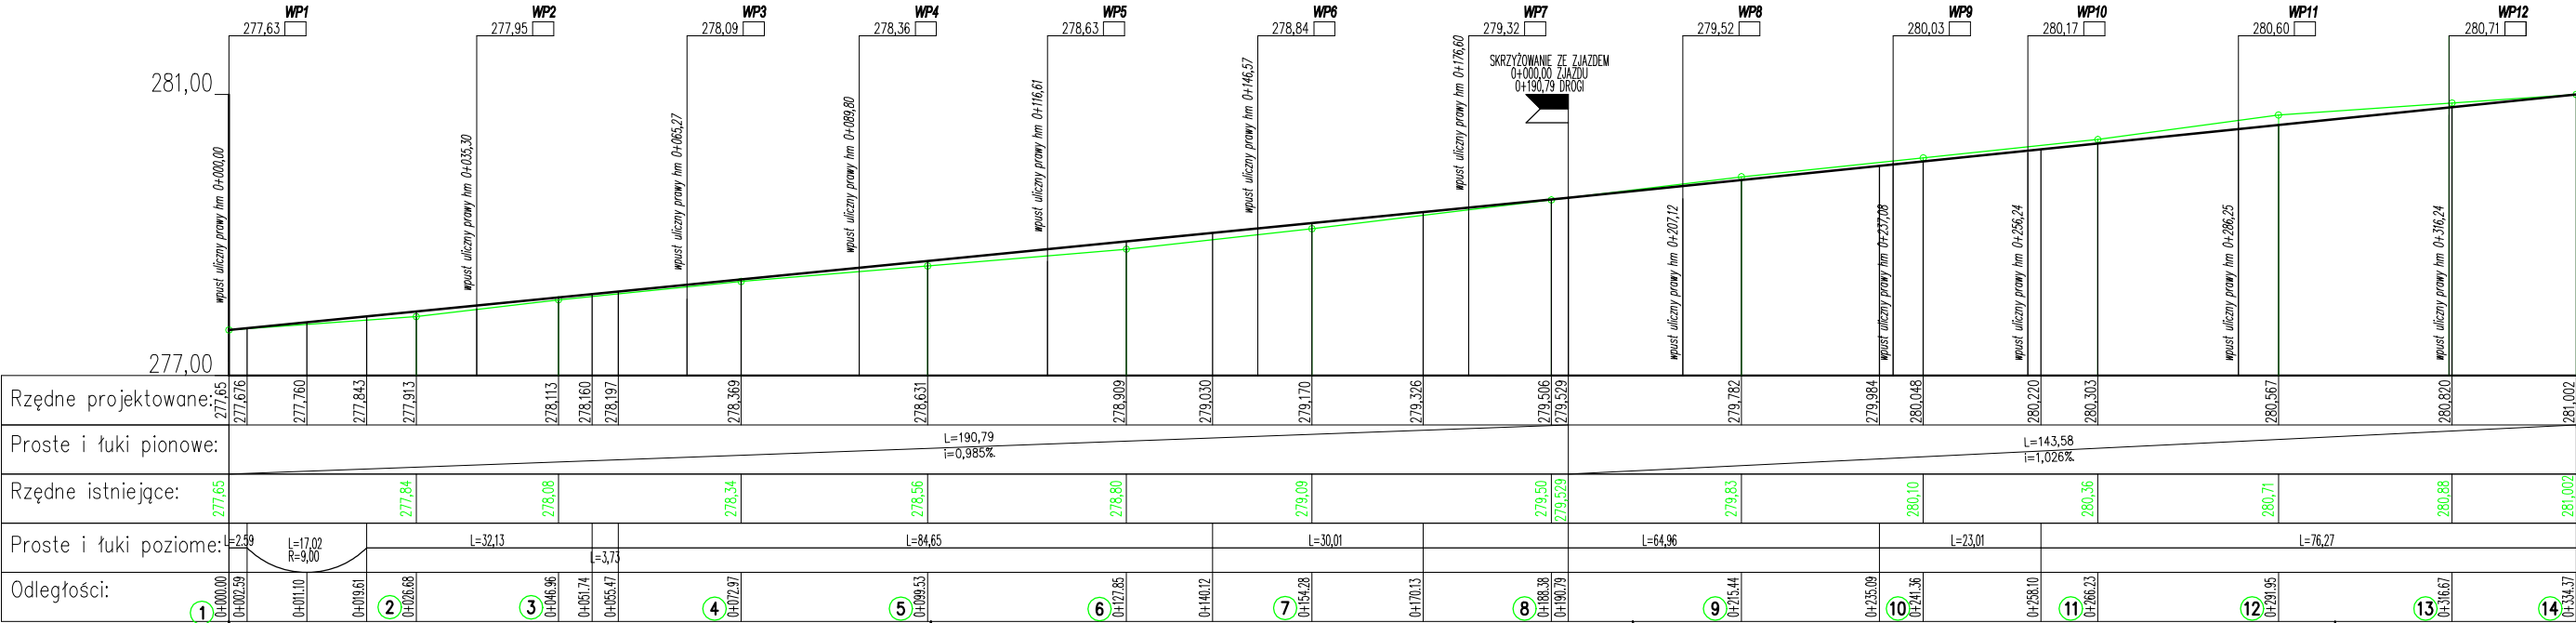 WP1 WP2 WP3 WP4 WP5 WP6 WP7 WP8 WP9 WP10 WP11 WP12
277,63 277,95 278,09 278,36 278,63 278,84 279,32 279,52 280,03 280,17 280,60 280,71
SKRZYŻOWANIE ZE ZJAZDEM
0+000,00 ZJAZDU
0+190,79 DROGI
281,00
277,00
wpust uliczny prawy hm 0+000,00
wpust uliczny prawy hm 0+035,30
wpust uliczny prawy hm 0+065,27
wpust uliczny prawy hm 0+089,80
wpust uliczny prawy hm 0+116,61
wpust uliczny prawy hm 0+146,57
wpust uliczny prawy hm 0+176,60
wpust uliczny prawy hm 0+207,12
wpust uliczny prawy hm 0+237,08
wpust uliczny prawy hm 0+256,24
wpust uliczny prawy hm 0+286,25
wpust uliczny prawy hm 0+316,24
Rzędne projektowane: 277,65 277,676 277,760 277,843 277,913 278,113 278,160 278,197 278,369 278,631 278,909 279,030 279,170 279,326 279,506 279,529 279,782 279,984 280,048 280,220 280,303 280,567 280,820 281,002
Proste i łuki pionowe:
L=190,79
i=0,985%
L=143,58
i=1,026%
Rzędne istniejące: 277,65 277,84 278,08 278,34 278,56 278,80 279,09 279,50 279,529 279,83 280,10 280,36 280,71 280,88 281,002
Proste i łuki poziome: L=2.59 L=17,02 L=32,13 L=84,65 L=30,01 L=64,96 L=23,01 L=76,27
R=9,00 L=3,73
Odległości: 0+000.00 0+002.59 0+011.10 0+019.61 0+026.68 0+046.96 0+051.74 0+055.47 0+072.97 0+099.53 0+127.85 0+140.12 0+154.28 0+170.13 0+188.38 0+190.79 0+215.44 0+235.09 0+241.36 0+258.10 0+266.23 0+291.95 0+316.67 0+334.37
1 2 3 4 5 6 7 8 9 10 11 12 13 14